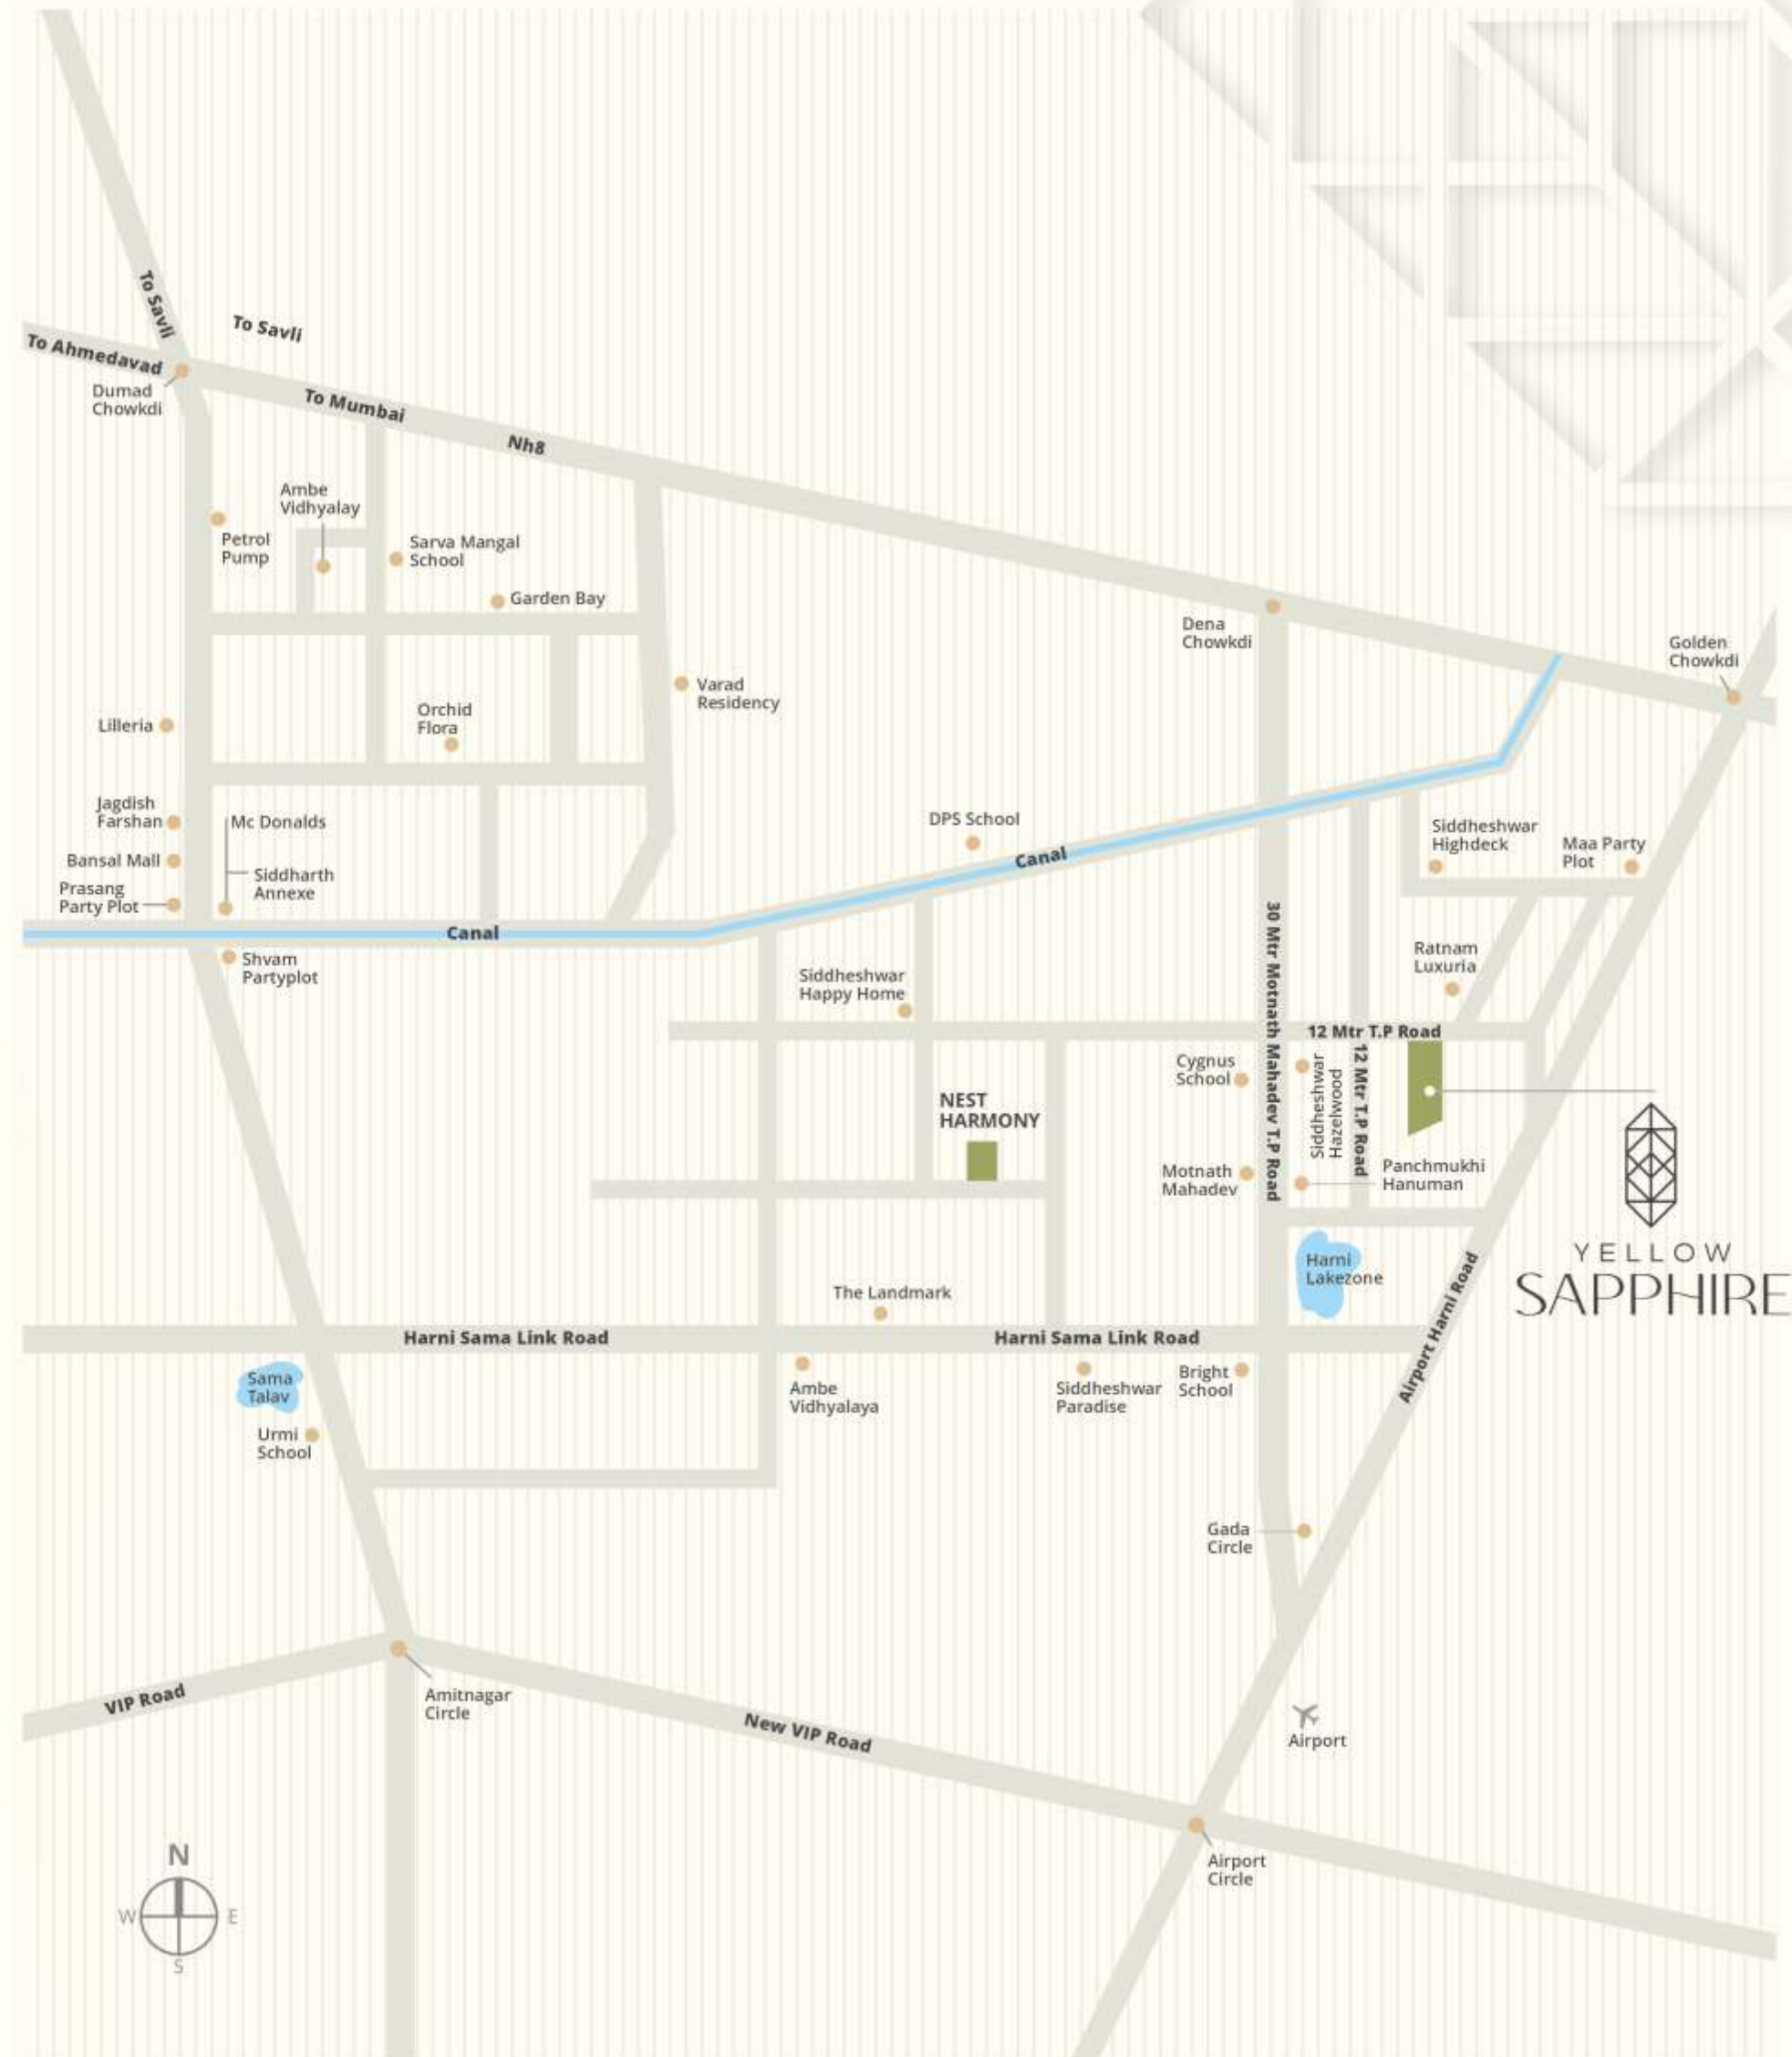 To Savli
To Savli
To Ahmedavad
Dumad
Chowkdi
To Mumbai
Nh8
Ambe
Vidhyalay
Petrol
Pump
Sarva Mangal
School
Garden Bay
Dena
Chowkdi
Golden
Chowkdi
Varad
Residency
Lilleria
Orchid
Flora
Jagdish
Farshan
Mc Donalds
Bansal Mall
Siddharth
Annexe
Prasang
Party Plot
DPS School
Canal
Siddheshwar
Highdeck
Maa Party
Plot
Canal
Shvam
Partyplot
Siddheshwar
Happy Home
30 Mtr Motnath Mahadev T.P Road
Ratnam
Luxuria
12 Mtr T.P Road
Cygnus
School
Siddheshwar
Hazelwood
12 Mtr T.P Road
NEST
HARMONY
Motnath
Mahadev
Panchmukhi
Hanuman
YELLOW
SAPPHIRE
Harni
Lakezone
Airport Harni Road
The Landmark
Harni Sama Link Road
Harni Sama Link Road
Sama
Talav
Ambe
Vidhyalaya
Siddheshwar
Paradise
Bright
School
Urmi
School
Gada
Circle
VIP Road
Amitnagar
Circle
New VIP Road
Airport
Airport
Circle
N
W
E
S